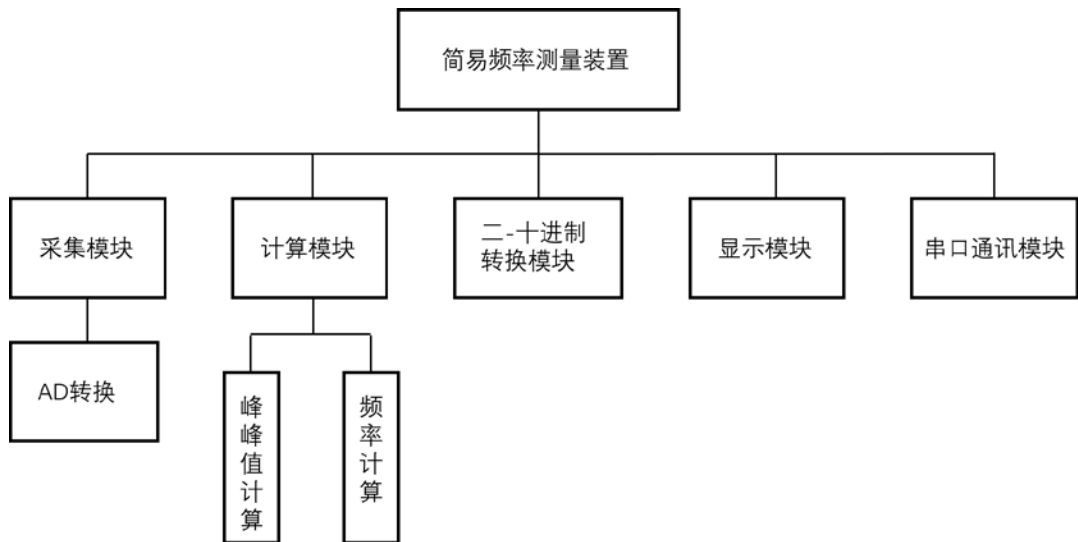 简易频率测量装置
采集模块
计算模块
二-十进制
转换模块
显示模块
串口通讯模块
AD转换
峰峰值计算
频率计算